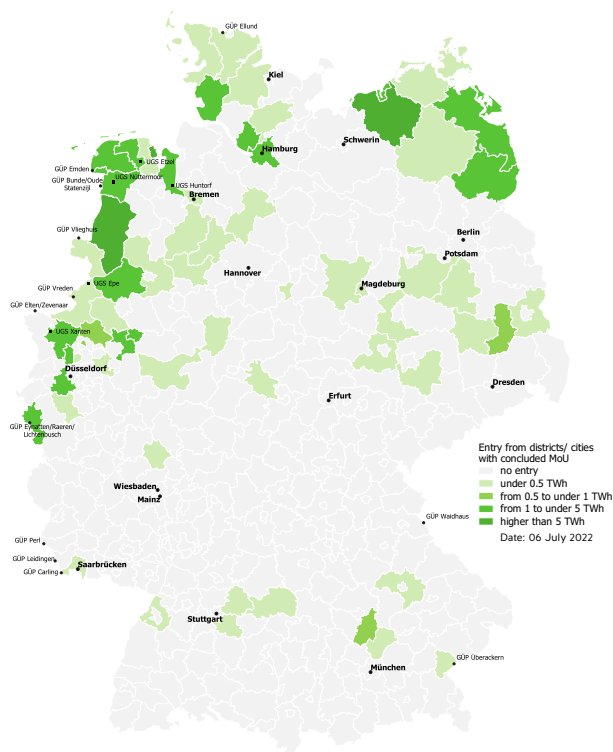 GÜP Ellund
Kiel
Schwerin
Hamburg
UGS Etzel
GÜP Emden
UGS Nüttermoor
GÜP Bunde/Oude
Statenzijl
UGS Huntorf
Bremen
Berlin
GÜP Vlieghuis
Potsdam
Hannover
Magdeburg
UGS Epe
GÜP Vreden
GÜP Elten/Zevenaar
UGS Xanten
Düsseldorf
Dresden
Erfurt
GÜP Eynatten/Raeren/
Lichtenbusch
Entry from districts/ cities
with concluded MoU
no entry
under 0.5 TWh
from 0.5 to under 1 TWh
from 1 to under 5 TWh
higher than 5 TWh
Date: 06 July 2022
Wiesbaden
Mainz
GÜP Waidhaus
GÜP Perl
GÜP Leidingen
Saarbrücken
GÜP Carling
Stuttgart
GÜP Überackern
München